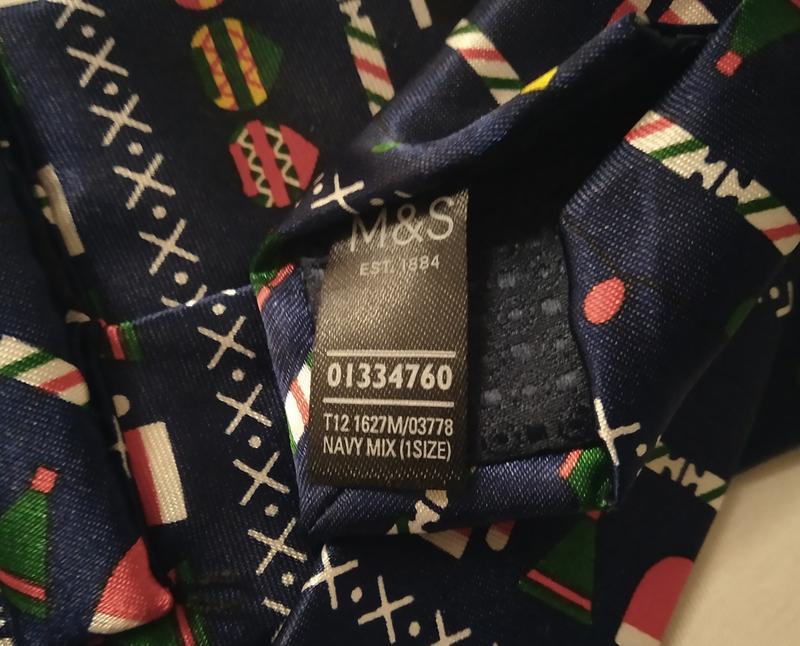 M&S
EST. 1884
01334760
T12 1627M/03778
NAVY MIX (1SIZE)